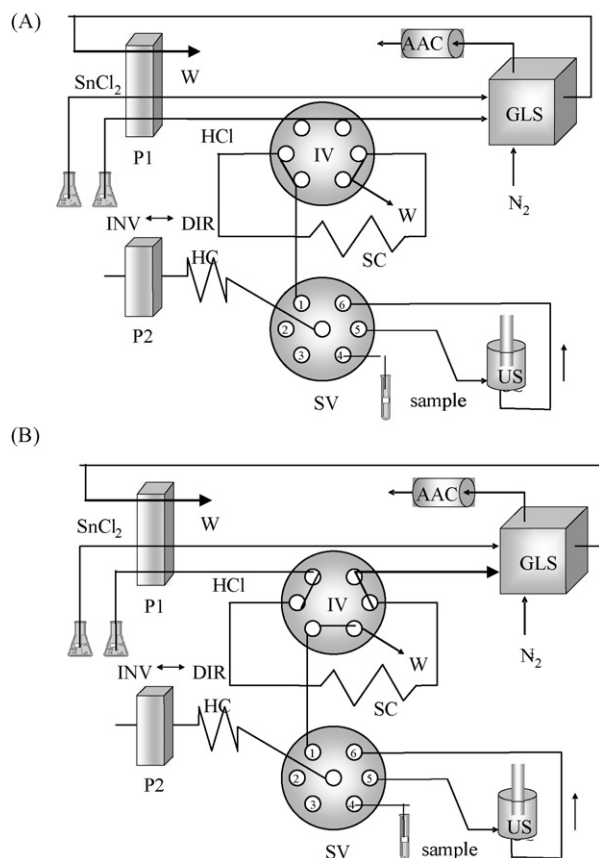 (A)
AAC
W
SnCl₂
GLS
HCl
IV
P1
N₂
W
INV ↔ DIR
SC
HC
1
6
2
5
P2
3
4
US
SV
sample
(B)
AAC
W
SnCl₂
GLS
HCl
IV
P1
N₂
W
INV ↔ DIR
SC
HC
1
6
2
5
P2
3
4
US
SV
sample